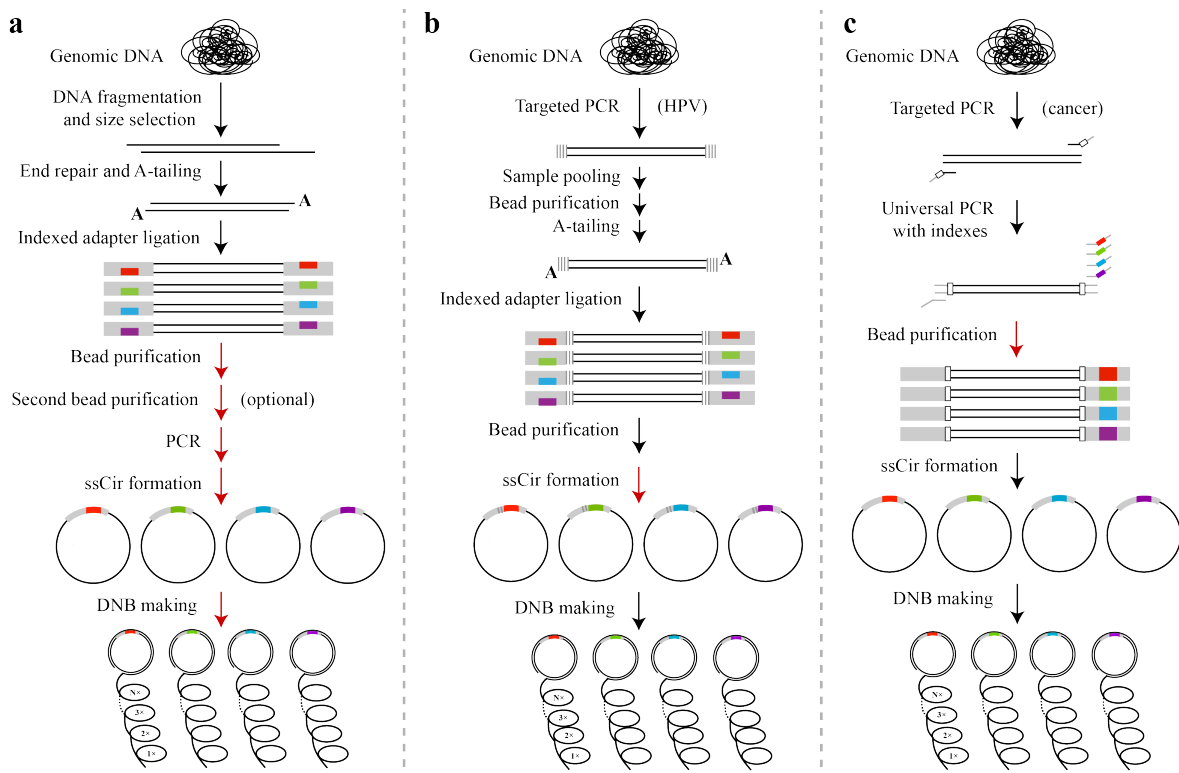 a
Genomic DNA
DNA fragmentation
and size selection
End repair and A-tailing
A
A
Indexed adapter ligation
Bead purification
Second bead purification (optional)
PCR
ssCir formation
DNB making
N×
3×
2×
1×
b
Genomic DNA
Targeted PCR (HPV)
Sample pooling
Bead purification
A-tailing
A
A
Indexed adapter ligation
Bead purification
ssCir formation
DNB making
N×
3×
2×
1×
c
Genomic DNA
Targeted PCR (cancer)
Universal PCR
with indexes
Bead purification
ssCir formation
DNB making
N×
3×
2×
1×